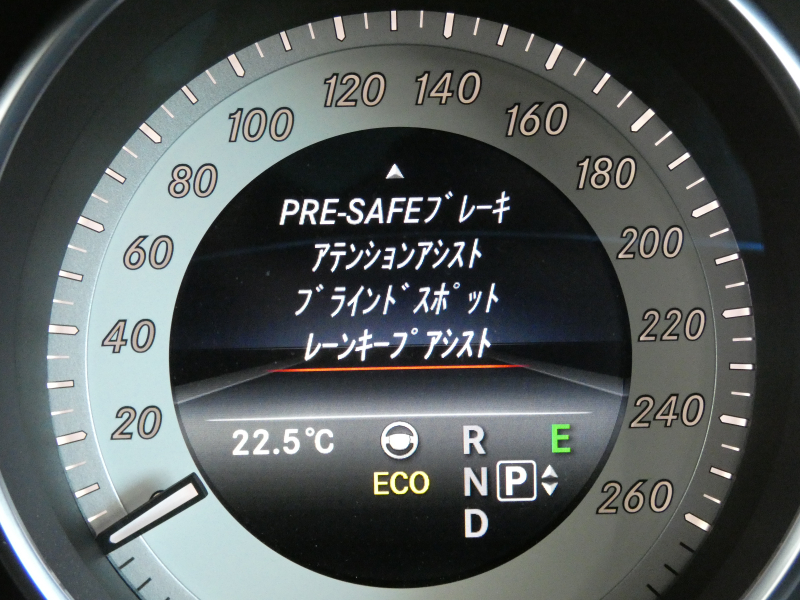 120 140
100 160
80 180
60 200
40 220
20 240
260
PRE-SAFEブレーキ
アテンションアシスト
ブラインドスポット
レーンキープアシスト
22.5℃ R E
ECO N P
D